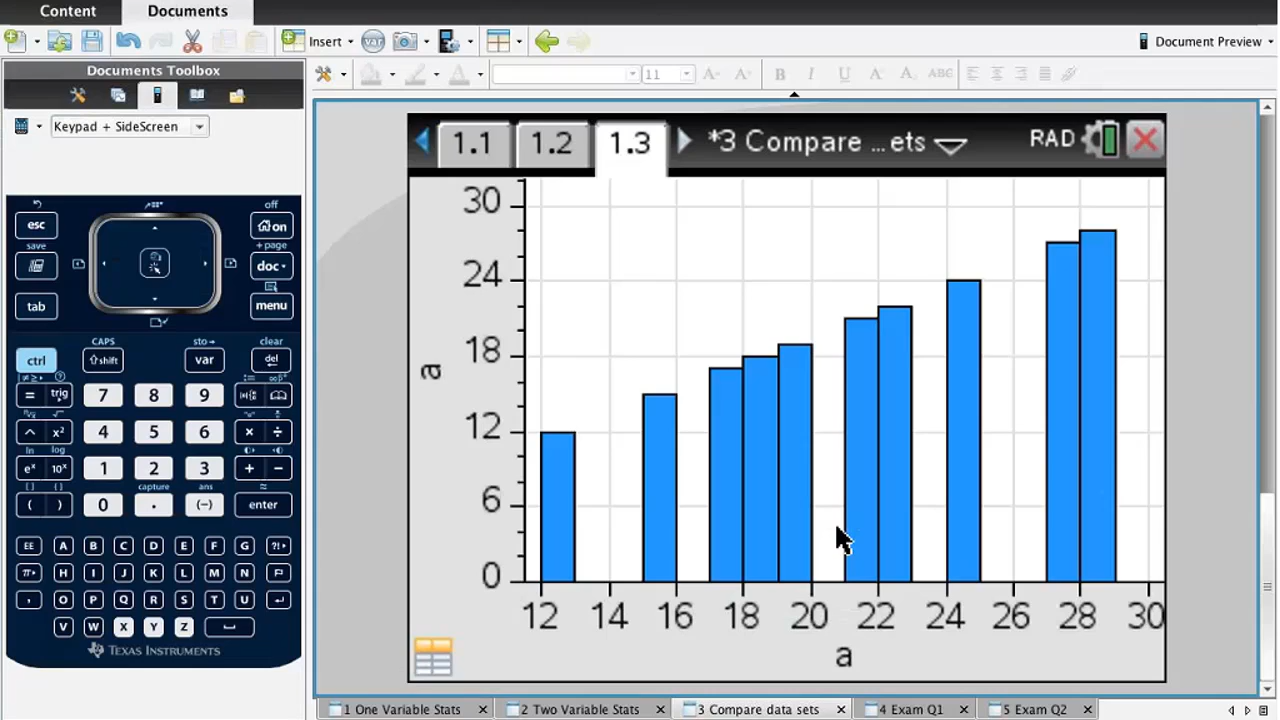 Content Documents
Insert var Document Preview
11 B I U A A ABC
Documents Toolbox
Keypad + SideScreen
1.1 1.2 1.3 *3 Compare ...ets RAD
30
24
18
12
6
0
a
12 14 16 18 20 22 24 26 28 30
a
off
esc on
save + page
doc
tab menu
CAPS sto→ clear
ctrl shift var del
= trig 7 8 9
^ x² 4 5 6 × ÷
ln log
eˣ 10ˣ 1 2 3 + −
capture ans ≈
( ) 0 . (−) enter
EE A B C D E F G ?!▸
π▸ H I J K L M N
, O P Q R S T U
V W X Y Z
TEXAS INSTRUMENTS
1 One Variable Stats 2 Two Variable Stats 3 Compare data sets 4 Exam Q1 5 Exam Q2